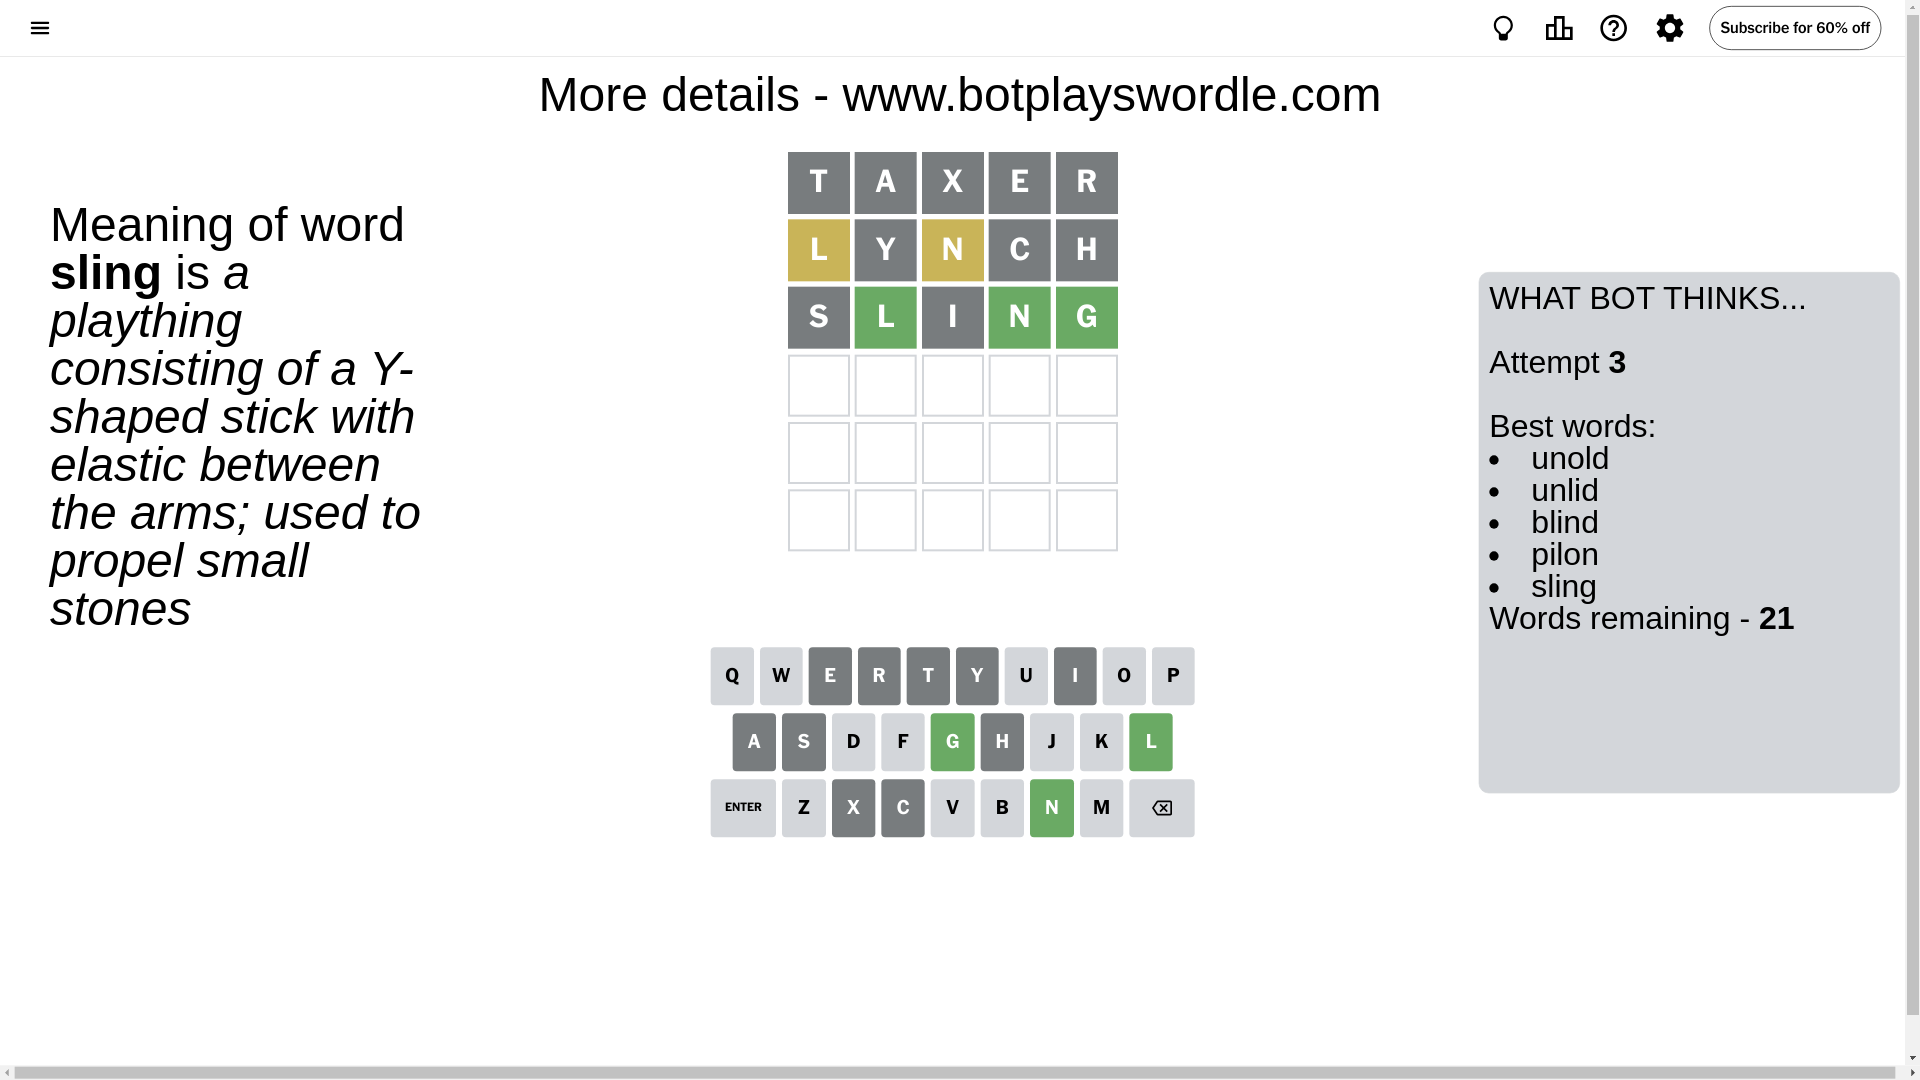 Subscribe for 60% off
More details - www.botplayswordle.com
Meaning of word
sling is a
plaything
consisting of a Y-
shaped stick with
elastic between
the arms; used to
propel small
stones
T A X E R
L Y N C H
S L I N G
WHAT BOT THINKS...
Attempt 3
Best words:
• unold
• unlid
• blind
• pilon
• sling
Words remaining - 21
Q W E R T Y U I O P
A S D F G H J K L
ENTER Z X C V B N M